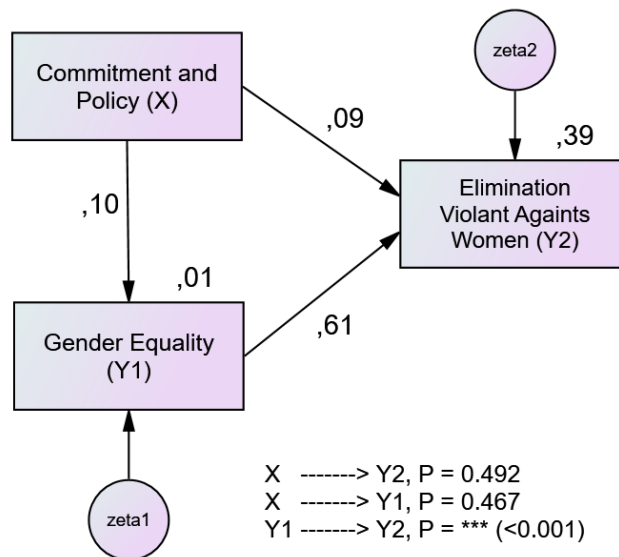 zeta2
Commitment and
Policy (X)
,09
,39
Elimination
Violant Againts
Women (Y2)
,10
,01
,61
Gender Equality
(Y1)
zeta1
X -------> Y2, P = 0.492
X -------> Y1, P = 0.467
Y1 -------> Y2, P = *** (<0.001)